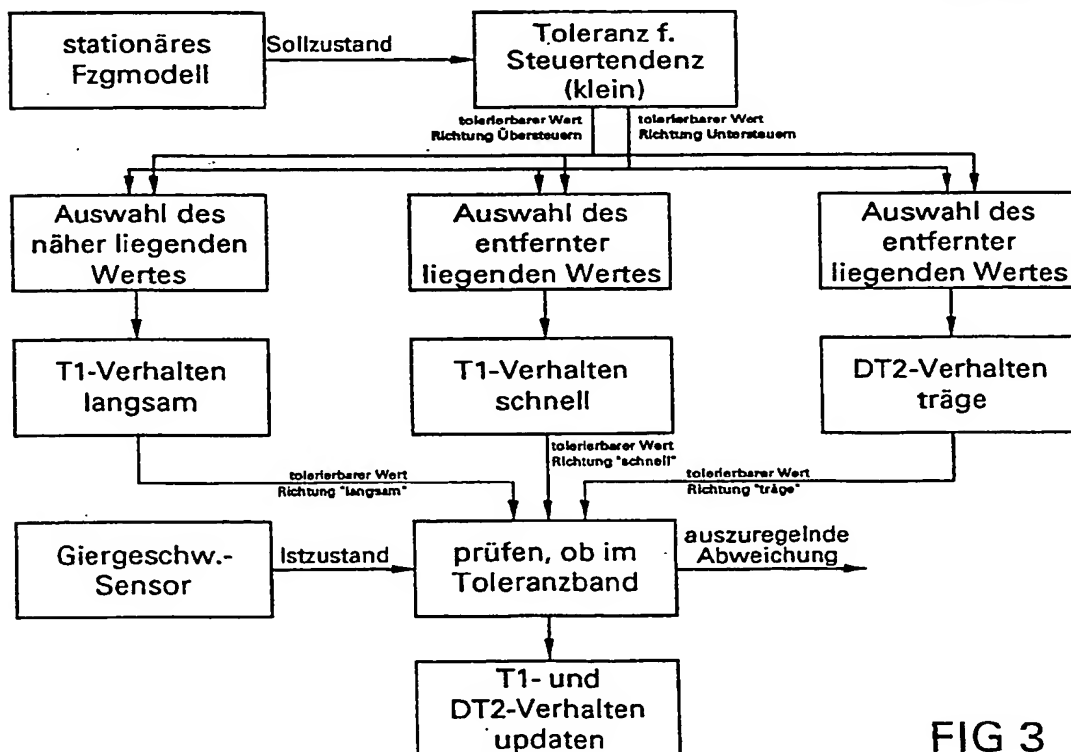 stationäres
Fzgmodell
Sollzustand
Toleranz f.
Steuertendenz
(klein)
tolerierbarer Wert
Richtung Übersteuern
tolerierbarer Wert
Richtung Untersteuern
Auswahl des
näher liegenden
Wertes
Auswahl des
entfernter
liegenden Wertes
Auswahl des
entfernter
liegenden Wertes
T1-Verhalten
langsam
T1-Verhalten
schnell
DT2-Verhalten
träge
tolerierbarer Wert
Richtung "langsam"
tolerierbarer Wert
Richtung "schnell"
tolerierbarer Wert
Richtung "träge"
Giergeschw.-
Sensor
Istzustand
prüfen, ob im
Toleranzband
auszuregelnde
Abweichung
T1- und
DT2-Verhalten
updaten
FIG 3